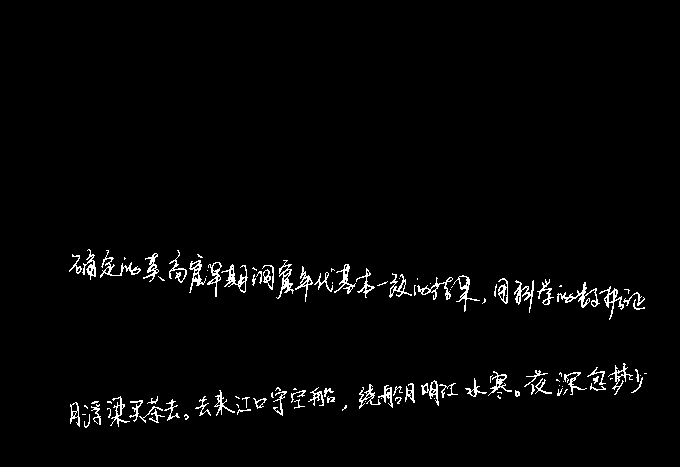 确定的莫高窟早期洞窟年代基本一致的结果，用科学的数据证
月浮梁买茶去。去来江口守空船，绕船月明江水寒。夜深忽梦少